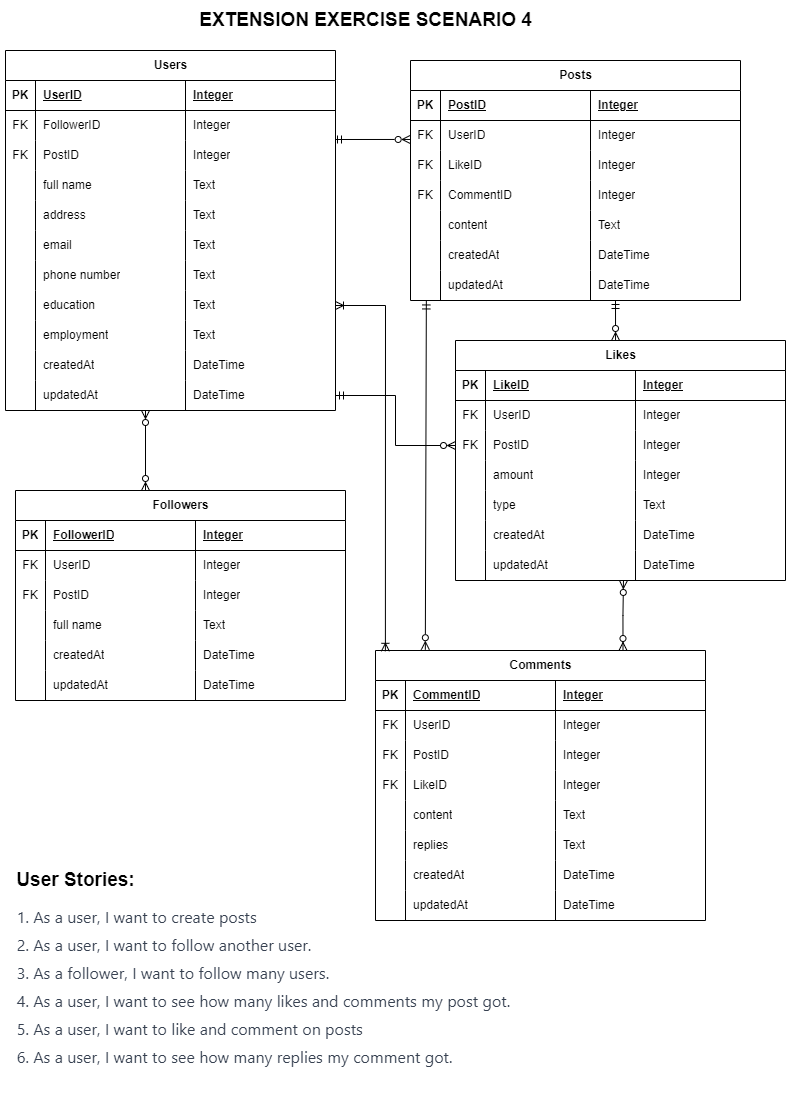 EXTENSION EXERCISE SCENARIO 4
Users
PK UserID Integer
FK FollowerID Integer
FK PostID Integer
full name Text
address Text
email Text
phone number Text
education Text
employment Text
createdAt DateTime
updatedAt DateTime
Posts
PK PostID Integer
FK UserID Integer
FK LikeID Integer
FK CommentID Integer
content Text
createdAt DateTime
updatedAt DateTime
Likes
PK LikeID Integer
FK UserID Integer
FK PostID Integer
amount Integer
type Text
createdAt DateTime
updatedAt DateTime
Followers
PK FollowerID Integer
FK UserID Integer
FK PostID Integer
full name Text
createdAt DateTime
updatedAt DateTime
Comments
PK CommentID Integer
FK UserID Integer
FK PostID Integer
FK LikeID Integer
content Text
replies Text
createdAt DateTime
updatedAt DateTime
User Stories:
1. As a user, I want to create posts
2. As a user, I want to follow another user.
3. As a follower, I want to follow many users.
4. As a user, I want to see how many likes and comments my post got.
5. As a user, I want to like and comment on posts
6. As a user, I want to see how many replies my comment got.